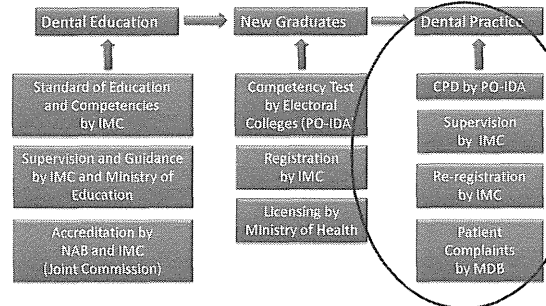 Dental Education
New Graduates
Dental Practice
Standard of Education
and Competencies
by IMC
Supervision and Guidance
by IMC and Ministry of
Education
Accreditation by
NAB and IMC
(Joint Commission)
Competency Test
by Electoral
Colleges (PO-IDA)
Registration
by IMC
Licensing by
Ministry of Health
CPD by PO-IDA
Supervision
by IMC
Re-registration
by IMC
Patient
Complaints
by MDB